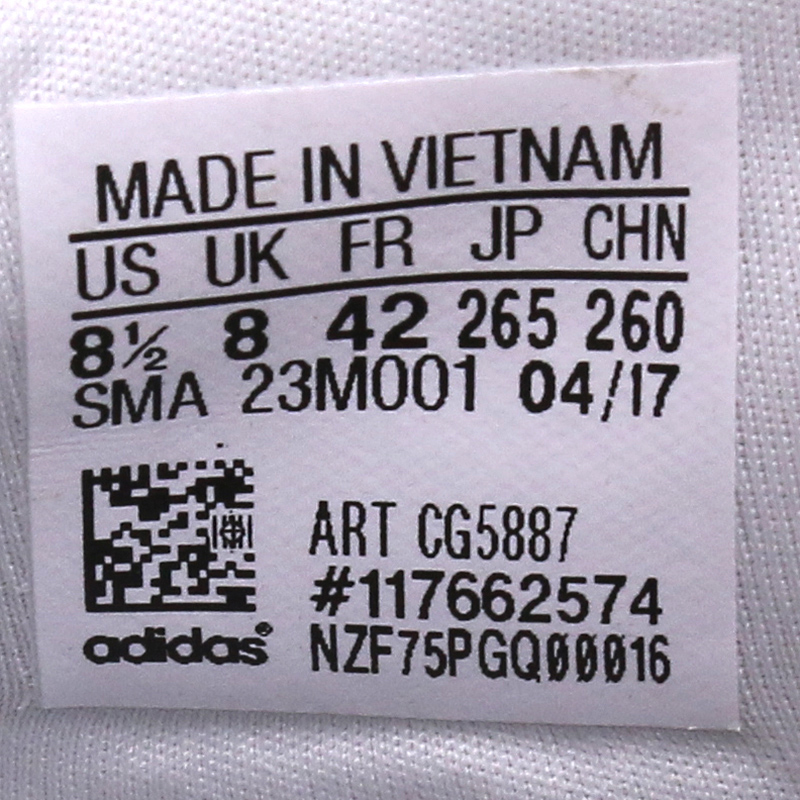 MADE IN VIETNAM
US UK FR JP CHN
8½ 8 42 265 260
SMA 23M001 04/17
ART CG5887
#117662574
adidas®
NZF75PGQ00016